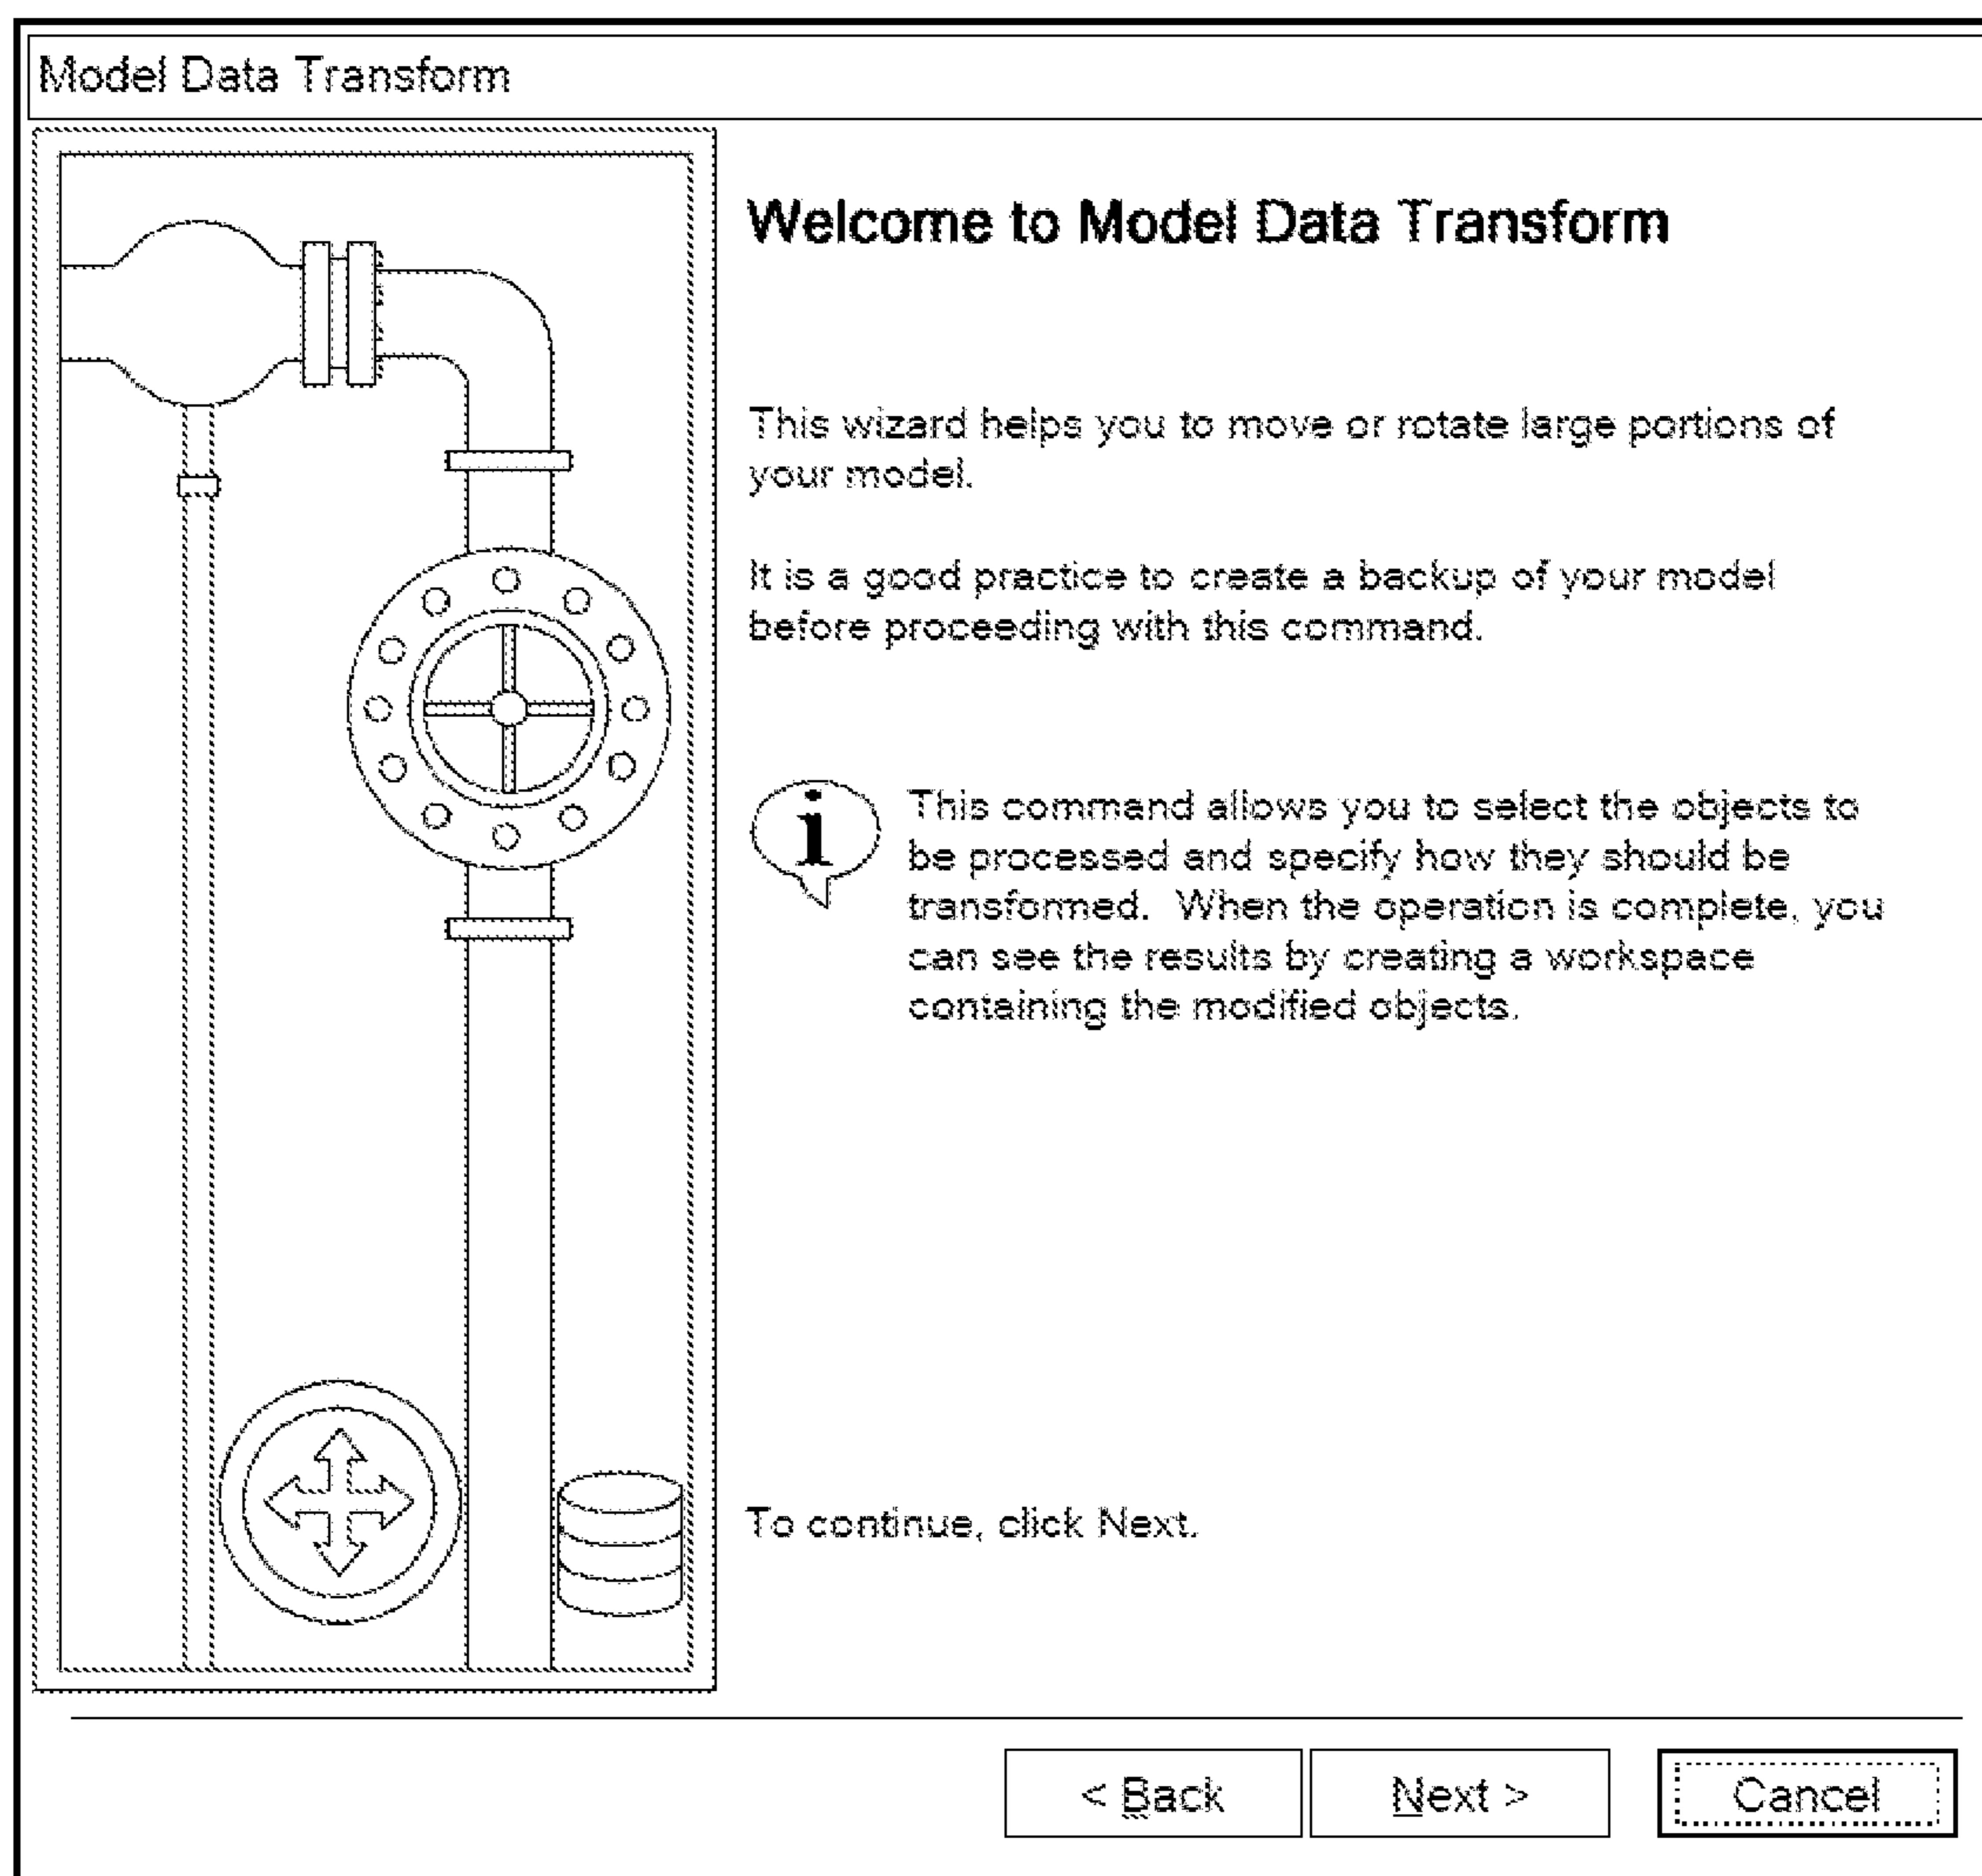 Model Data Transform
Welcome to Model Data Transform
This wizard helps you to move or rotate large portions of
your model.
It is a good practice to create a backup of your model
before proceeding with this command.
i
This command allows you to select the objects to
be processed and specify how they should be
transformed. When the operation is complete, you
can see the results by creating a workspace
containing the modified objects.
To continue, click Next.
< Back
Next >
Cancel